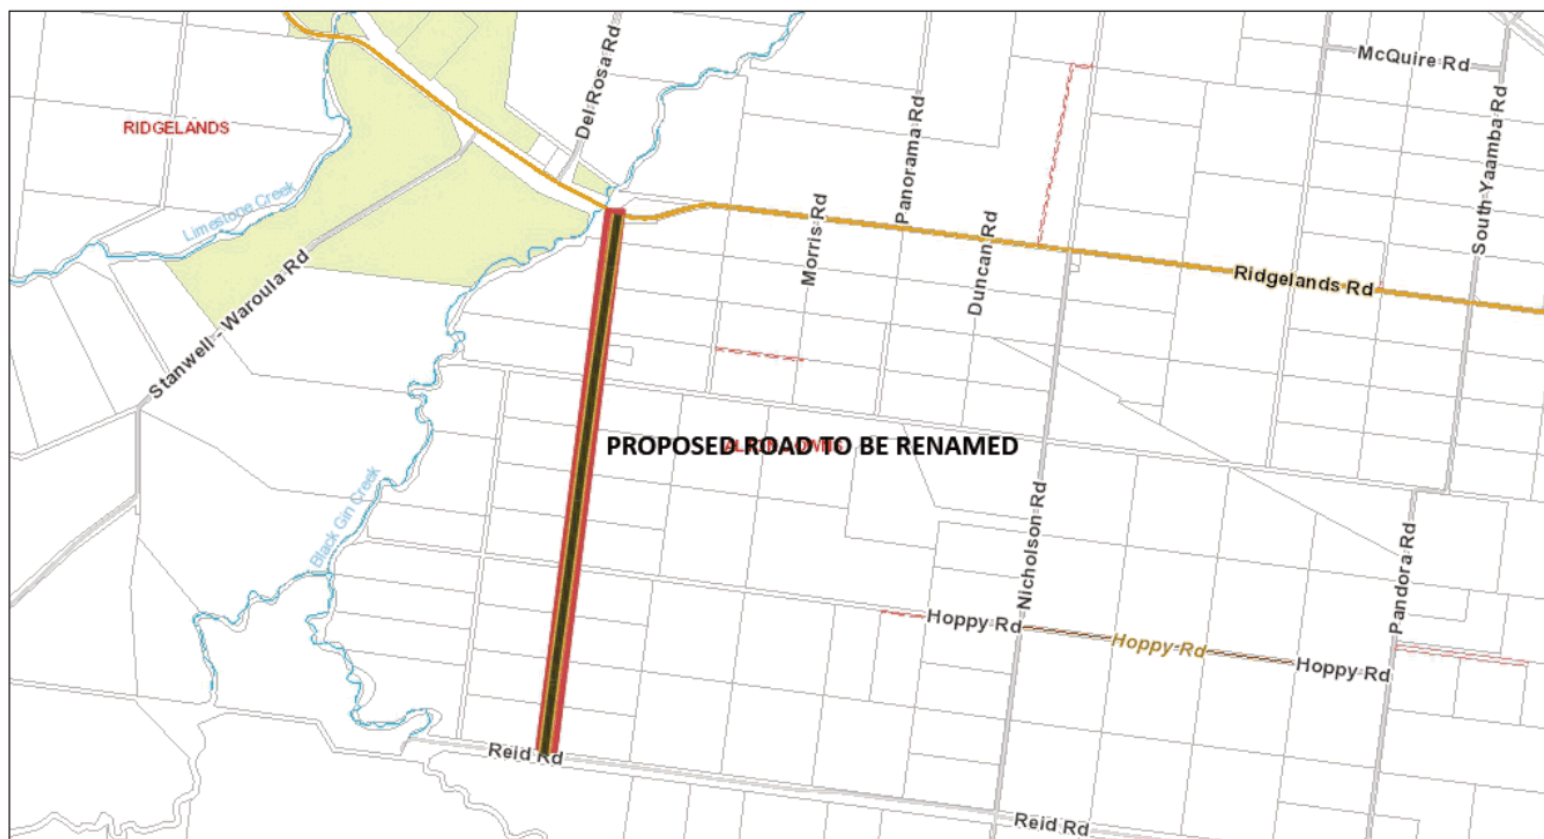 McQuire Rd
Del Rosa Rd
RIDGELANDS
Panorama Rd
South Yaamba Rd
Limestone Creek
Morris Rd
Duncan Rd
Stanwell - Waroula Rd
Ridgelands Rd
PROPOSED ROAD TO BE RENAMED
Black Gin Creek
Nicholson Rd
Pandora Rd
Hoppy Rd
Hoppy Rd
Hoppy Rd
Reid Rd
Reid Rd